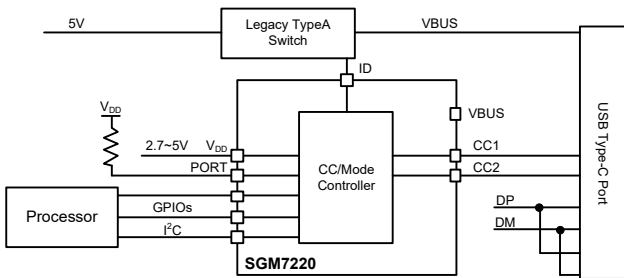 5V
Legacy TypeA
Switch
VBUS
ID
VDD
VBUS
2.7~5V
VDD
PORT
CC/Mode
Controller
CC1
CC2
USB Type-C Port
Processor
GPIOs
I²C
DP
DM
SGM7220